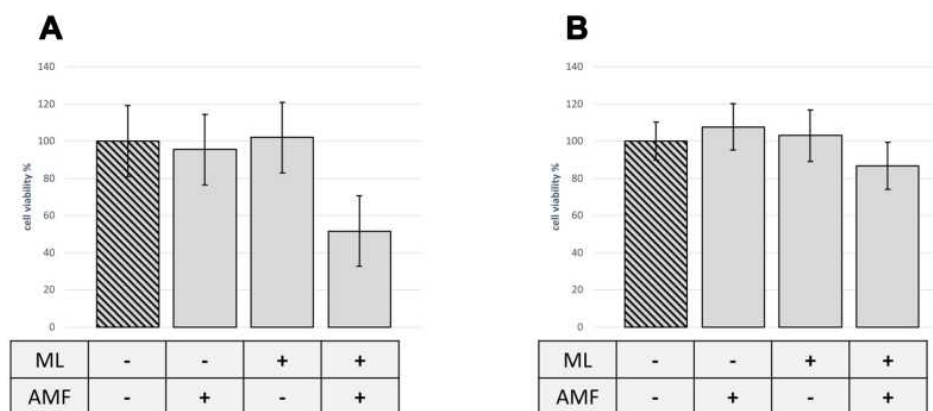 A
B
140
120
100
80
60
40
20
0
cell viability %
140
120
100
80
60
40
20
0
cell viability %
ML - - + +
AMF - + - +
ML - - + +
AMF - + - +